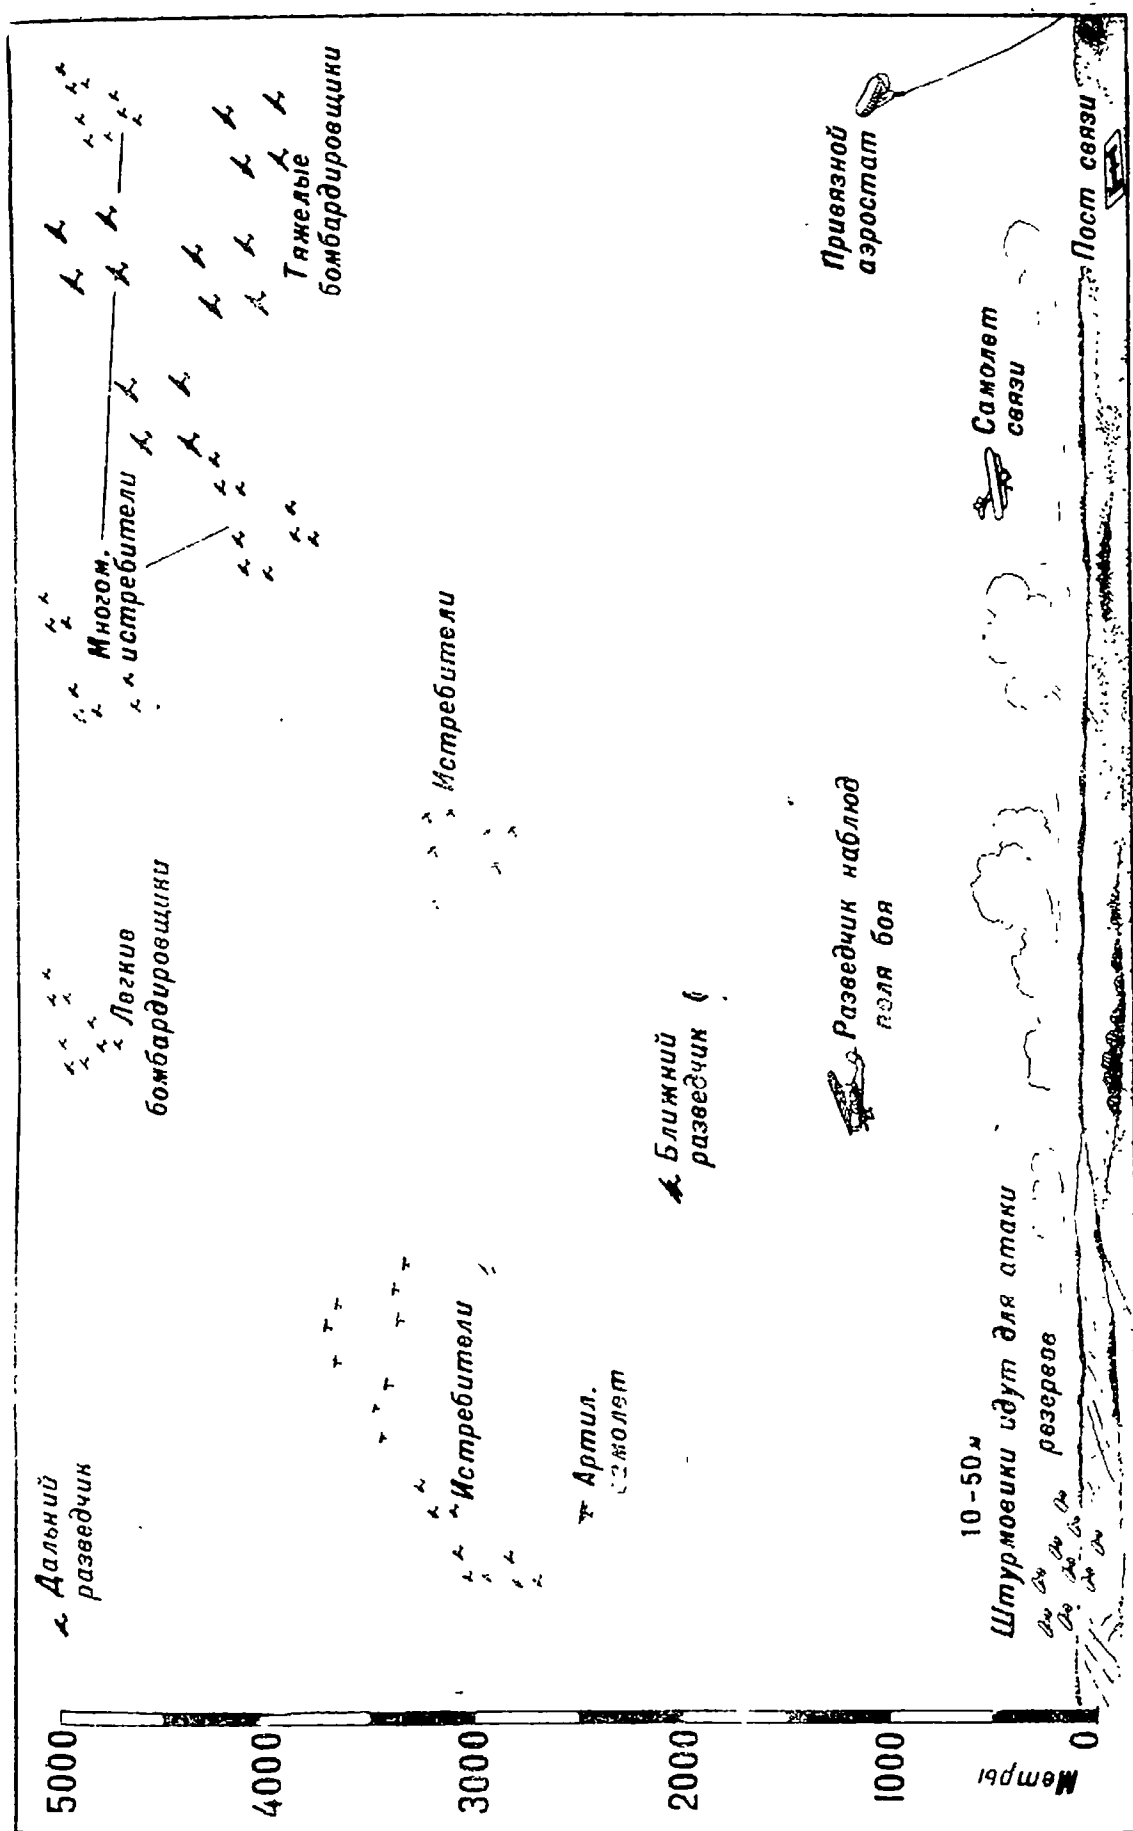 5000
4000
3000
2000
1000
0
Метры
Дальний
разведчик
Легкие
бомбардировщики
Многом.
истребители
Тяжелые
бомбардировщики
Истребители
Истребители
Артил.
самолет
Ближний
разведчик
Разведчик наблюд
поля боя
Привязной
аэростат
Самолет
связи
10-50м
Штурмовики идут для атаки
резервов
Пост связи